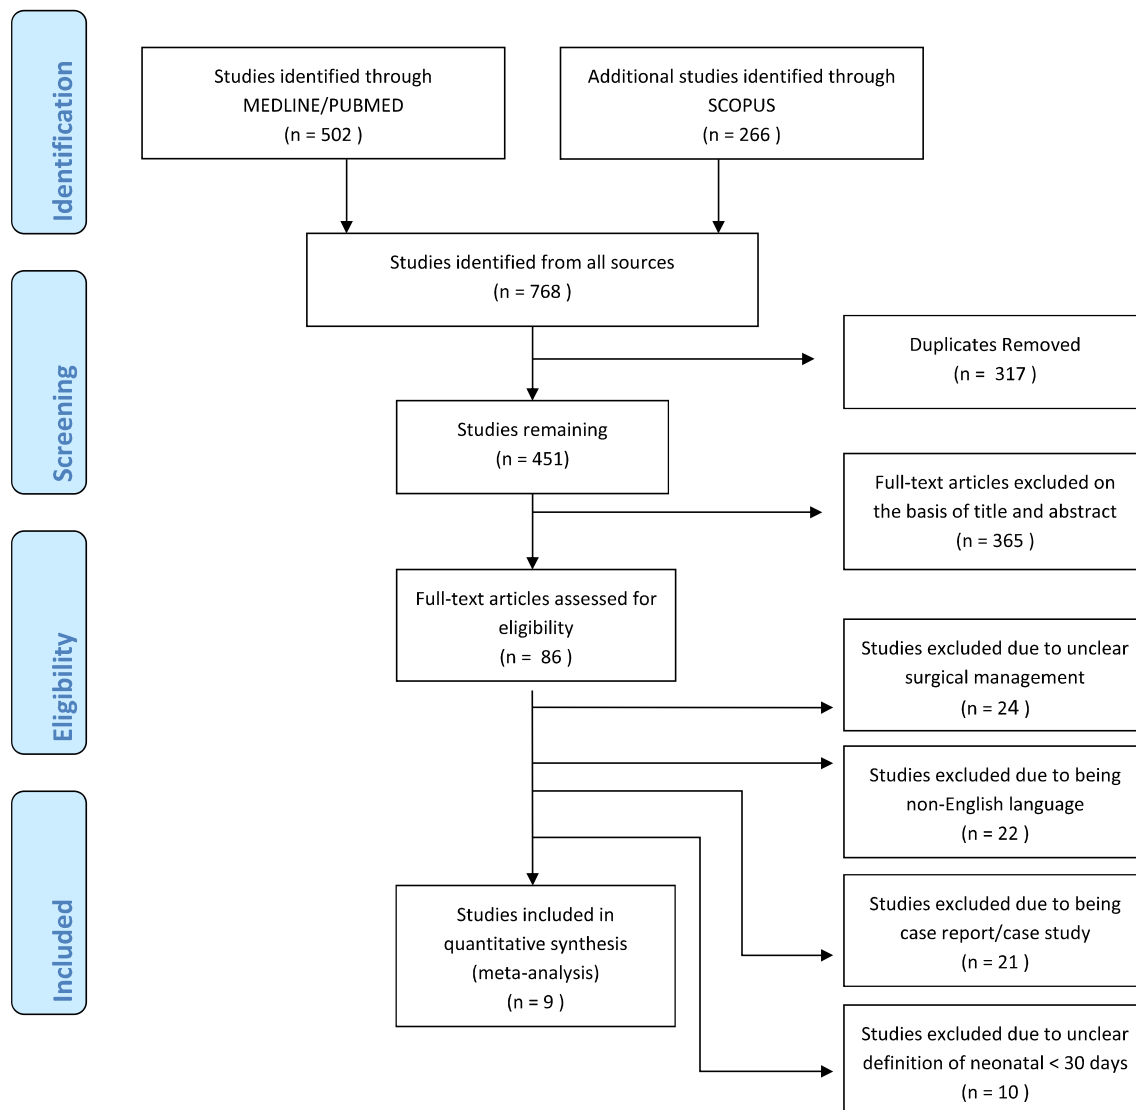 Identification
Studies identified through
MEDLINE/PUBMED
(n = 502 )
Additional studies identified through
SCOPUS
(n = 266 )
Studies identified from all sources
(n = 768 )
Screening
Duplicates Removed
(n =  317 )
Studies remaining
(n = 451)
Full-text articles excluded on
the basis of title and abstract
(n = 365 )
Eligibility
Full-text articles assessed for
eligibility
(n =  86 )
Studies excluded due to unclear
surgical management
(n = 24 )
Studies excluded due to being
non-English language
(n = 22 )
Included
Studies included in
quantitative synthesis
(meta-analysis)
(n = 9 )
Studies excluded due to being
case report/case study
(n = 21 )
Studies excluded due to unclear
definition of neonatal < 30 days
(n = 10 )